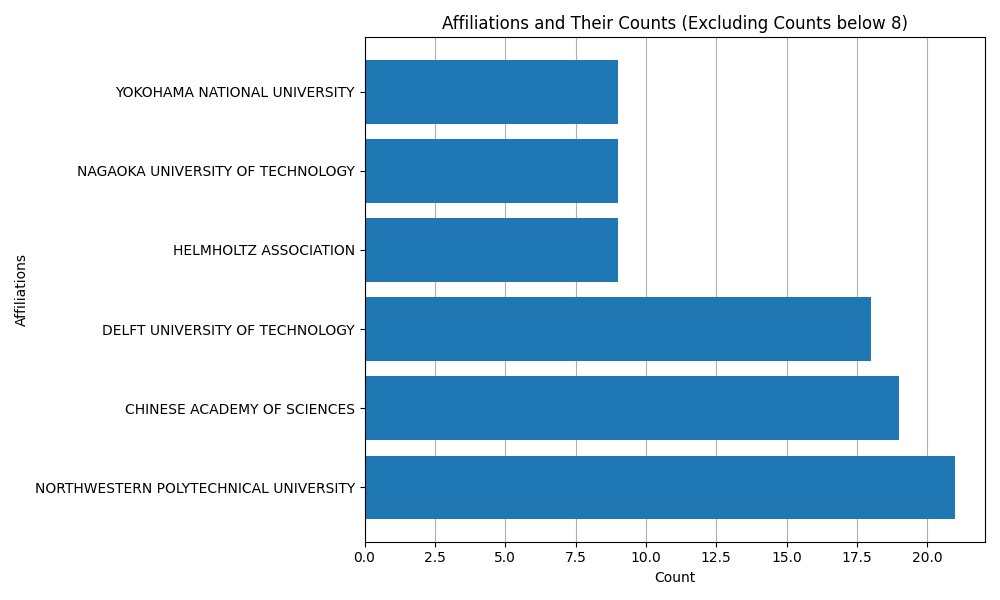 Affiliations and Their Counts (Excluding Counts below 8)
YOKOHAMA NATIONAL UNIVERSITY
NAGAOKA UNIVERSITY OF TECHNOLOGY
HELMHOLTZ ASSOCIATION
DELFT UNIVERSITY OF TECHNOLOGY
CHINESE ACADEMY OF SCIENCES
NORTHWESTERN POLYTECHNICAL UNIVERSITY
Affiliations
0.0 2.5 5.0 7.5 10.0 12.5 15.0 17.5 20.0
Count